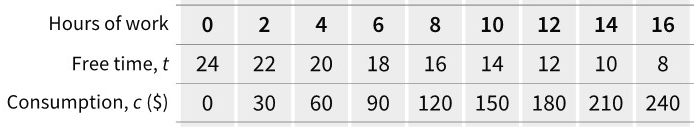 Hours of work 0 2 4 6 8 10 12 14 16
Free time, t 24 22 20 18 16 14 12 10 8
Consumption, c ($) 0 30 60 90 120 150 180 210 240